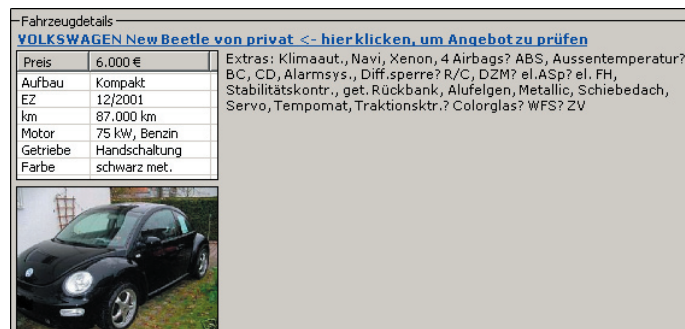 Fahrzeugdetails
VOLKSWAGEN New Beetle von privat <- hier klicken, um Angebot zu prüfen
Preis 6.000 €
Aufbau Kompakt
EZ 12/2001
km 87.000 km
Motor 75 kW, Benzin
Getriebe Handschaltung
Farbe schwarz met.
Extras: Klimaaut., Navi, Xenon, 4 Airbags? ABS, Aussentemperatur?
BC, CD, Alarmsys., Diff.sperre? R/C, DZM? el.ASp? el. FH,
Stabilitätskontr., get. Rückbank, Alufelgen, Metallic, Schiebedach,
Servo, Tempomat, Traktionsktr.? Colorglas? WFS? ZV